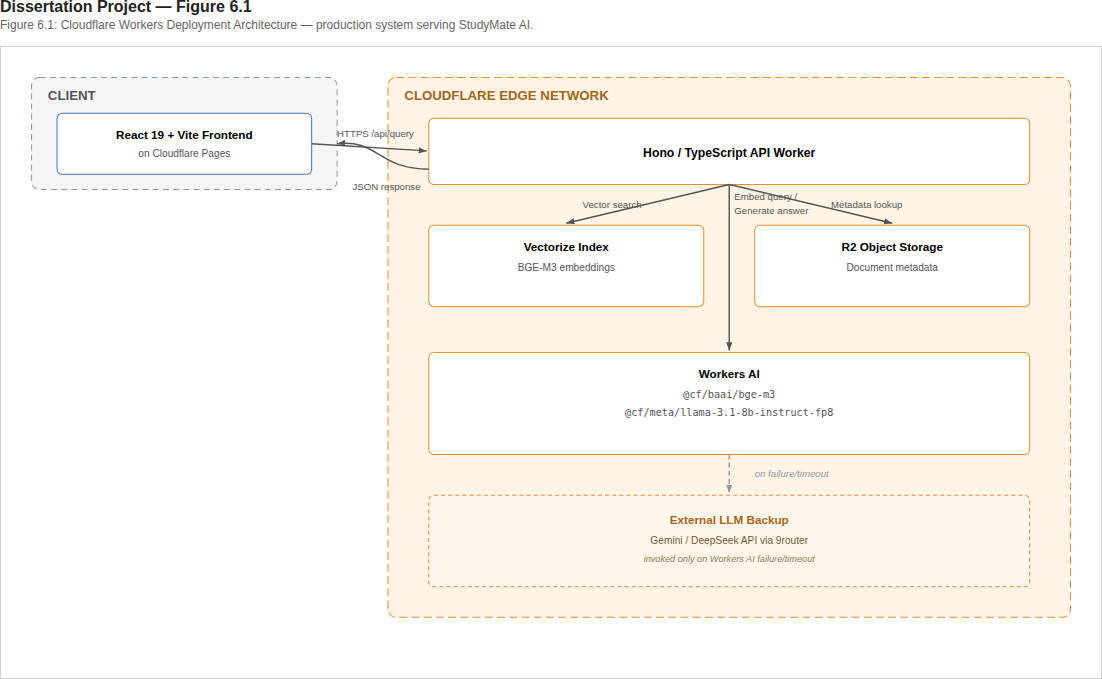 Dissertation Project — Figure 6.1
Figure 6.1: Cloudflare Workers Deployment Architecture — production system serving StudyMate AI.
CLIENT
React 19 + Vite Frontend
on Cloudflare Pages
HTTPS /api/query
JSON response
CLOUDFLARE EDGE NETWORK
Hono / TypeScript API Worker
Vector search
Embed query /
Generate answer
Metadata lookup
Vectorize Index
BGE-M3 embeddings
R2 Object Storage
Document metadata
Workers AI
@cf/baai/bge-m3
@cf/meta/llama-3.1-8b-instruct-fp8
on failure/timeout
External LLM Backup
Gemini / DeepSeek API via 9router
invoked only on Workers AI failure/timeout